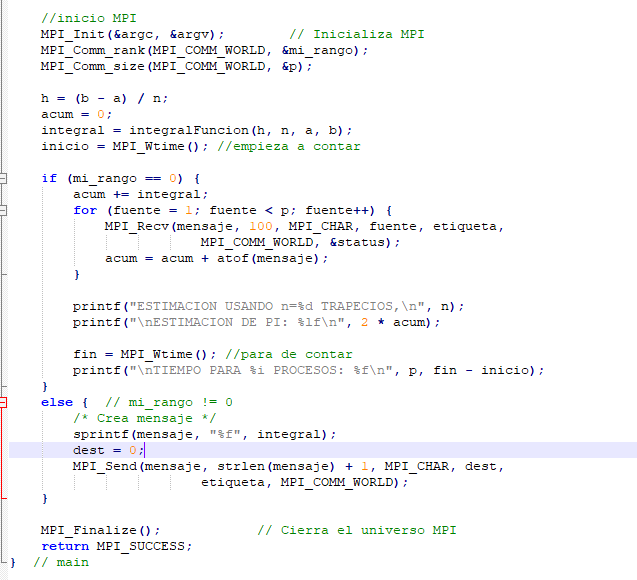 //inicio MPI
MPI_Init(&argc, &argv);        // Inicializa MPI
MPI_Comm_rank(MPI_COMM_WORLD, &mi_rango);
MPI_Comm_size(MPI_COMM_WORLD, &p);
h = (b - a) / n;
acum = 0;
integral = integralFuncion(h, n, a, b);
inicio = MPI_Wtime(); //empieza a contar
if (mi_rango == 0) {
acum += integral;
for (fuente = 1; fuente < p; fuente++) {
MPI_Recv(mensaje, 100, MPI_CHAR, fuente, etiqueta,
MPI_COMM_WORLD, &status);
acum = acum + atof(mensaje);
}
printf("ESTIMACION USANDO n=%d TRAPECIOS,\n", n);
printf("\nESTIMACION DE PI: %lf\n", 2 * acum);
fin = MPI_Wtime(); //para de contar
printf("\nTIEMPO PARA %i PROCESOS: %f\n", p, fin - inicio);
}
else {  // mi_rango != 0
/* Crea mensaje */
sprintf(mensaje, "%f", integral);
dest = 0;
MPI_Send(mensaje, strlen(mensaje) + 1, MPI_CHAR, dest,
etiqueta, MPI_COMM_WORLD);
}
MPI_Finalize();            // Cierra el universo MPI
return MPI_SUCCESS;
}  // main